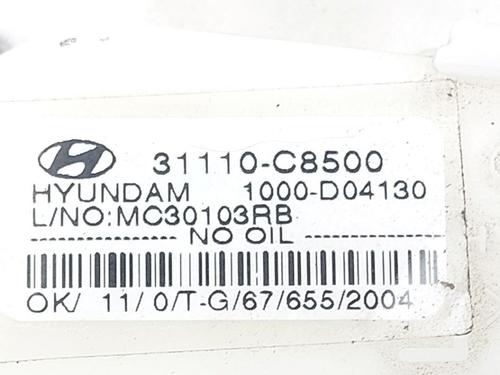 31110-C8500
HYUNDAM 1000-D04130
L/NO:MC30103RB
---------- NO OIL ----------
OK/ 11/ 0/T-G/67/655/2004